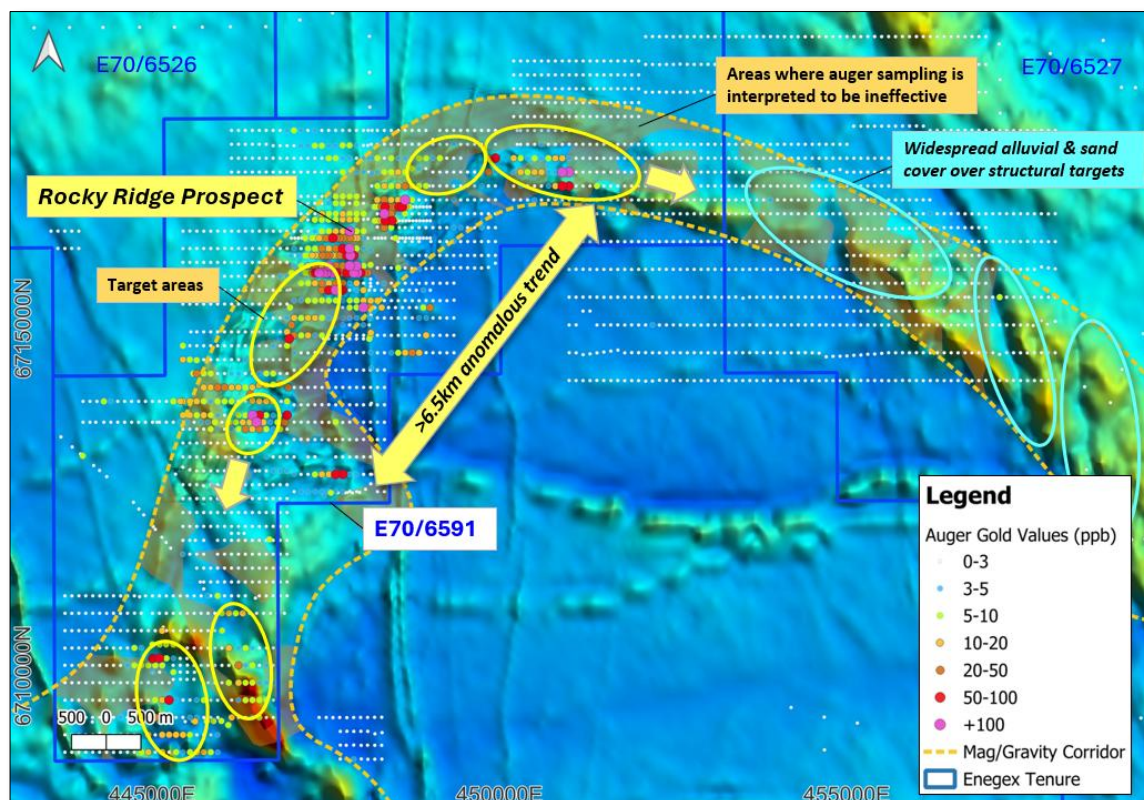 E70/6526
E70/6527
Areas where auger sampling is
interpreted to be ineffective
Widespread alluvial & sand
cover over structural targets
Rocky Ridge Prospect
Target areas
>6.5km anomalous trend
6715000N
E70/6591
6710000N
500 0 500 m
445000E
450000E
455000E
Legend
Auger Gold Values (ppb)
0-3
3-5
5-10
10-20
20-50
50-100
+100
Mag/Gravity Corridor
Enegex Tenure